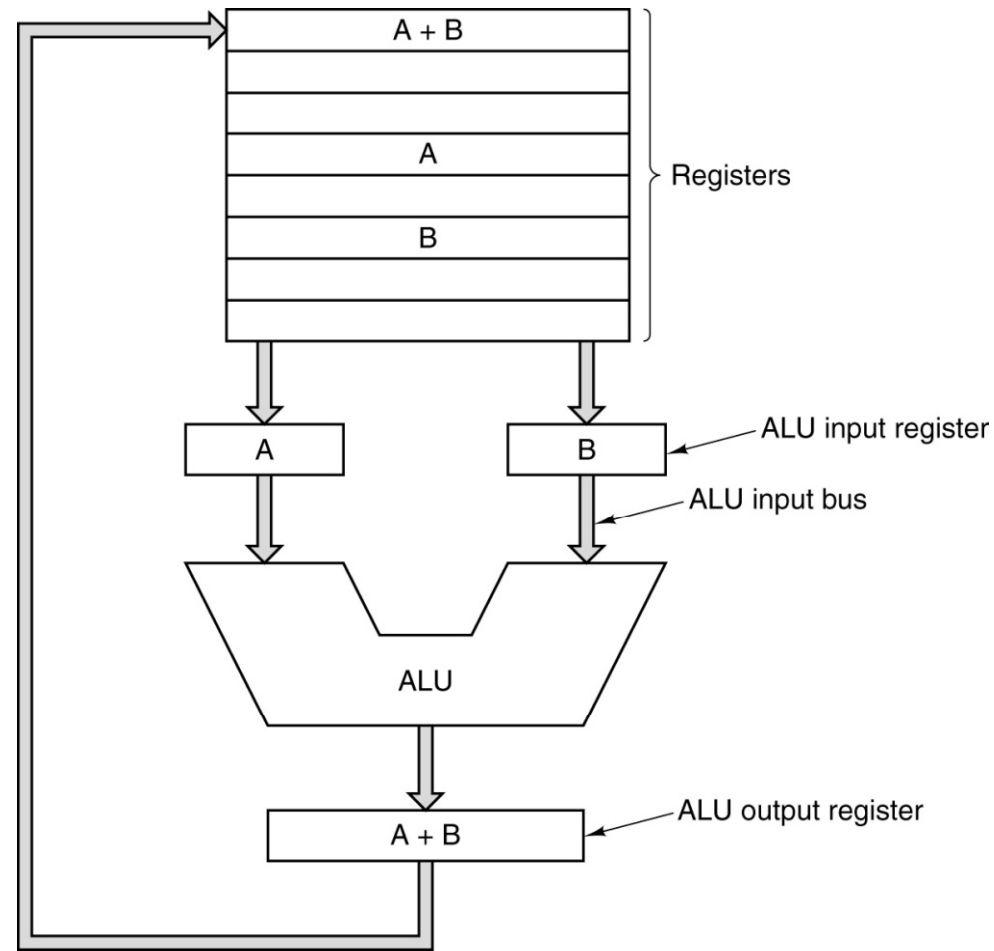 A + B
A
Registers
B
A
B
ALU input register
ALU input bus
ALU
A + B
ALU output register